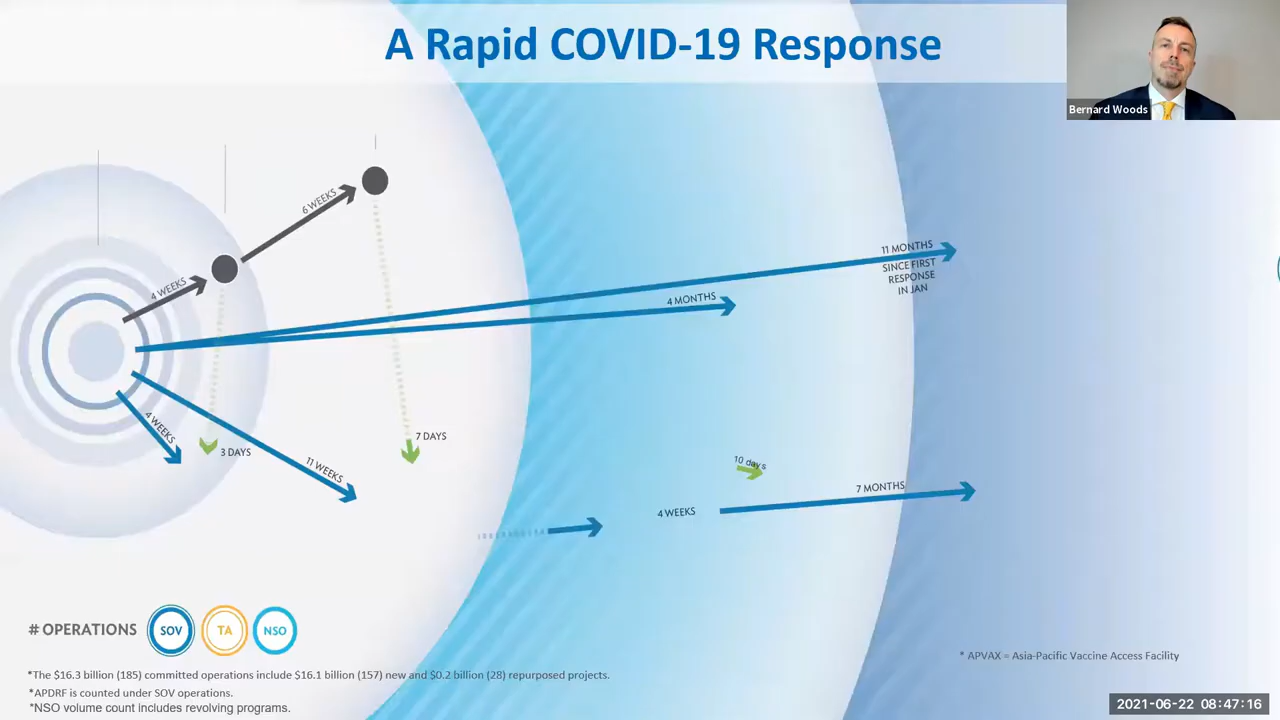 A Rapid COVID-19 Response
Bernard Woods
6 WEEKS
4 WEEKS
11 MONTHS
SINCE FIRST
RESPONSE
IN JAN
4 MONTHS
4 WEEKS
3 DAYS
11 WEEKS
7 DAYS
10 days
4 WEEKS
7 MONTHS
# OPERATIONS
SOV
TA
NSO
*The $16.3 billion (185) committed operations include $16.1 billion (157) new and $0.2 billion (28) repurposed projects.
*APDRF is counted under SOV operations.
*NSO volume count includes revolving programs.
* APVAX = Asia-Pacific Vaccine Access Facility
2021-06-22 08:47:16